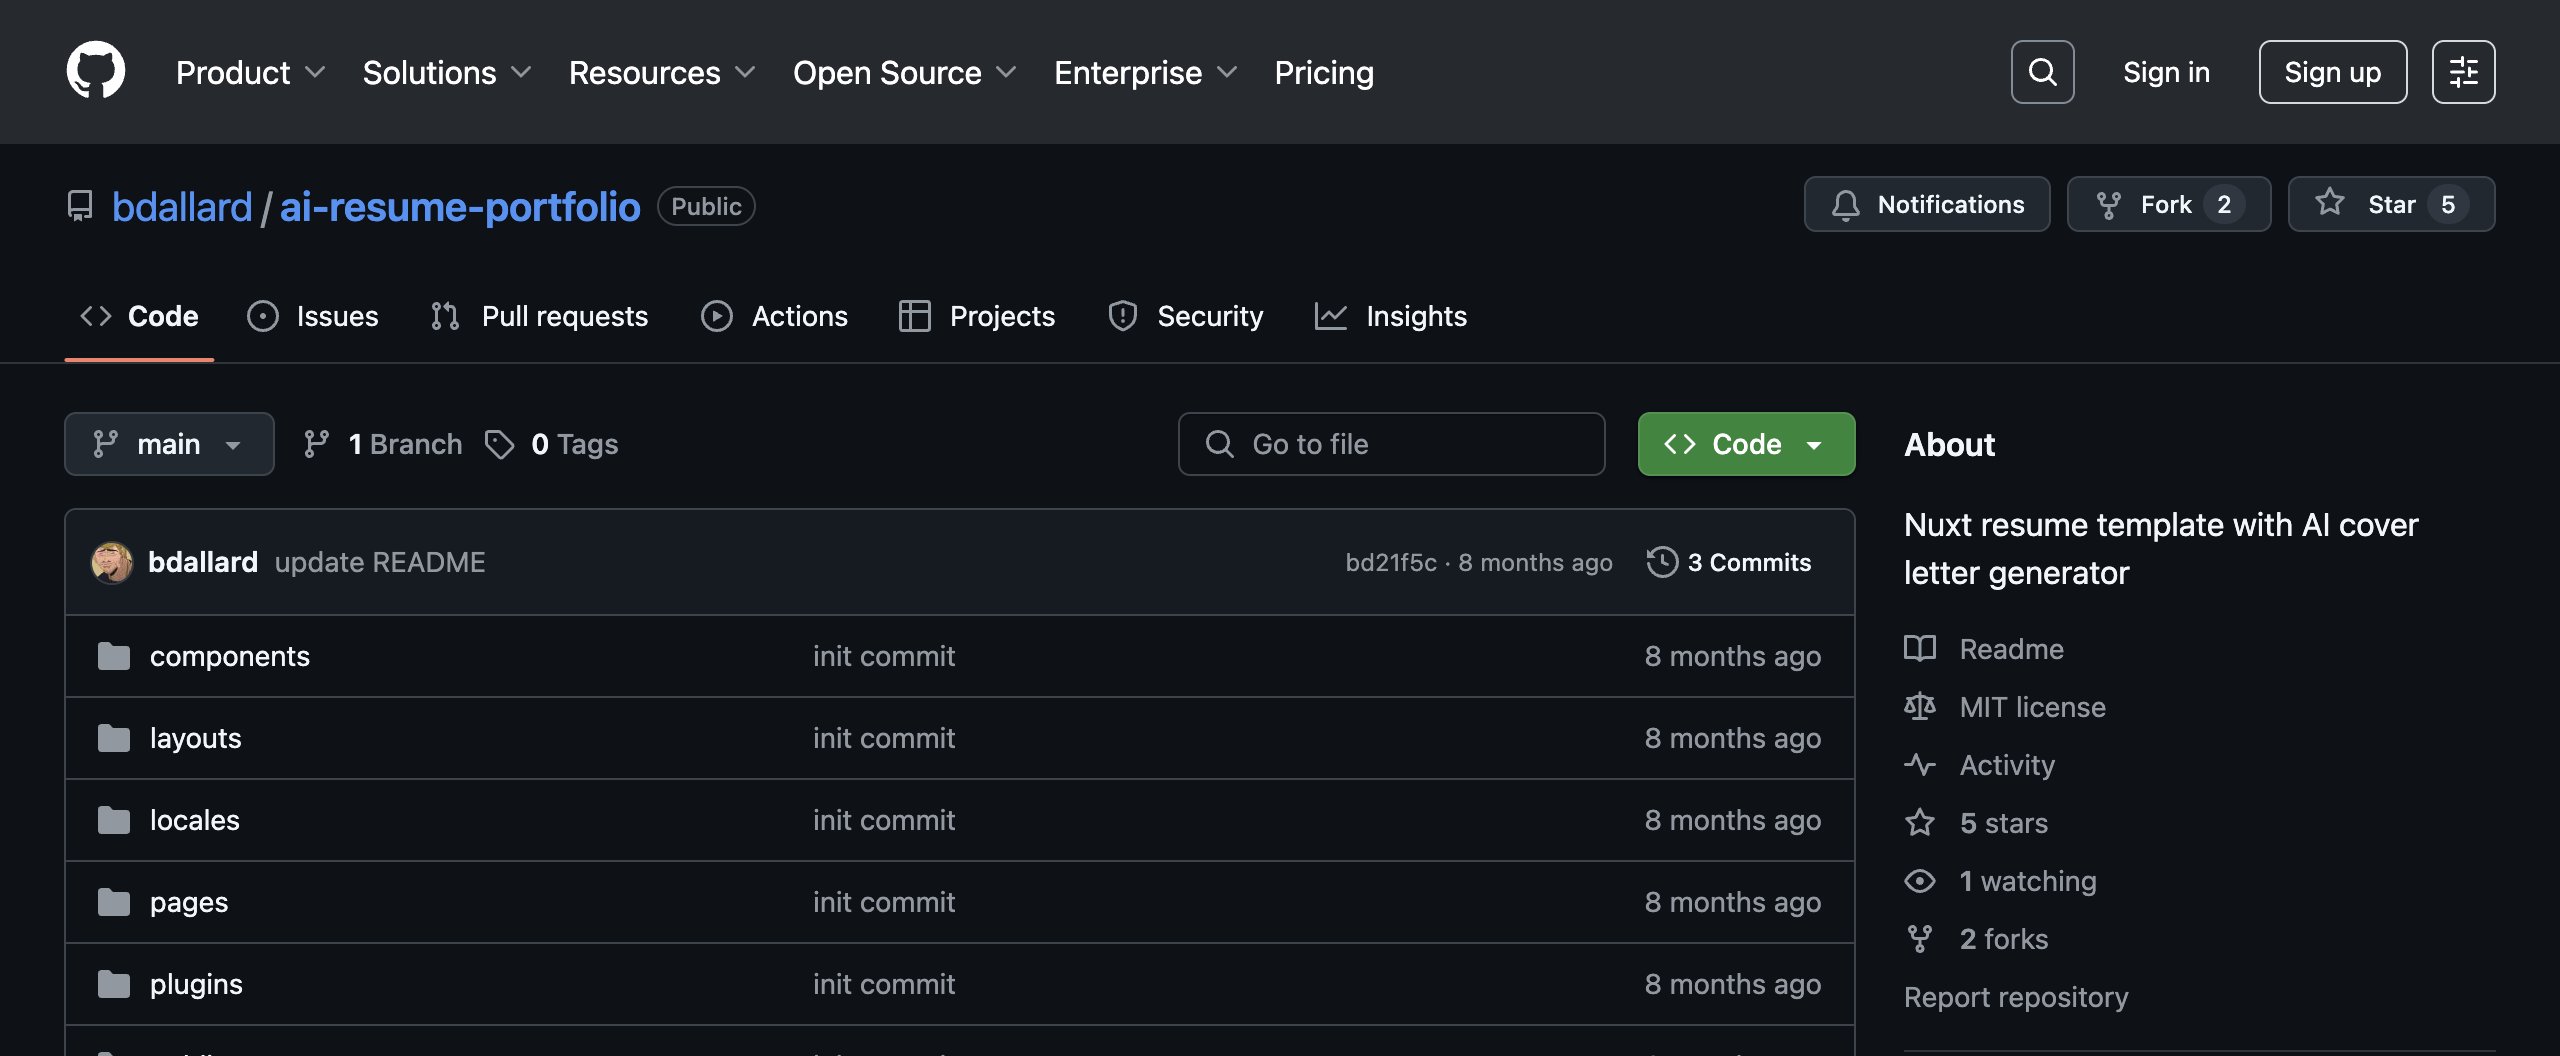 Product Solutions Resources Open Source Enterprise Pricing Sign in Sign up
bdallard / ai-resume-portfolio Public Notifications Fork 2 Star 5
Code Issues Pull requests Actions Projects Security Insights
main 1 Branch 0 Tags Go to file Code
bdallard update README bd21f5c · 8 months ago 3 Commits
components init commit 8 months ago
layouts init commit 8 months ago
locales init commit 8 months ago
pages init commit 8 months ago
plugins init commit 8 months ago
About
Nuxt resume template with AI cover
letter generator
Readme
MIT license
Activity
5 stars
1 watching
2 forks
Report repository